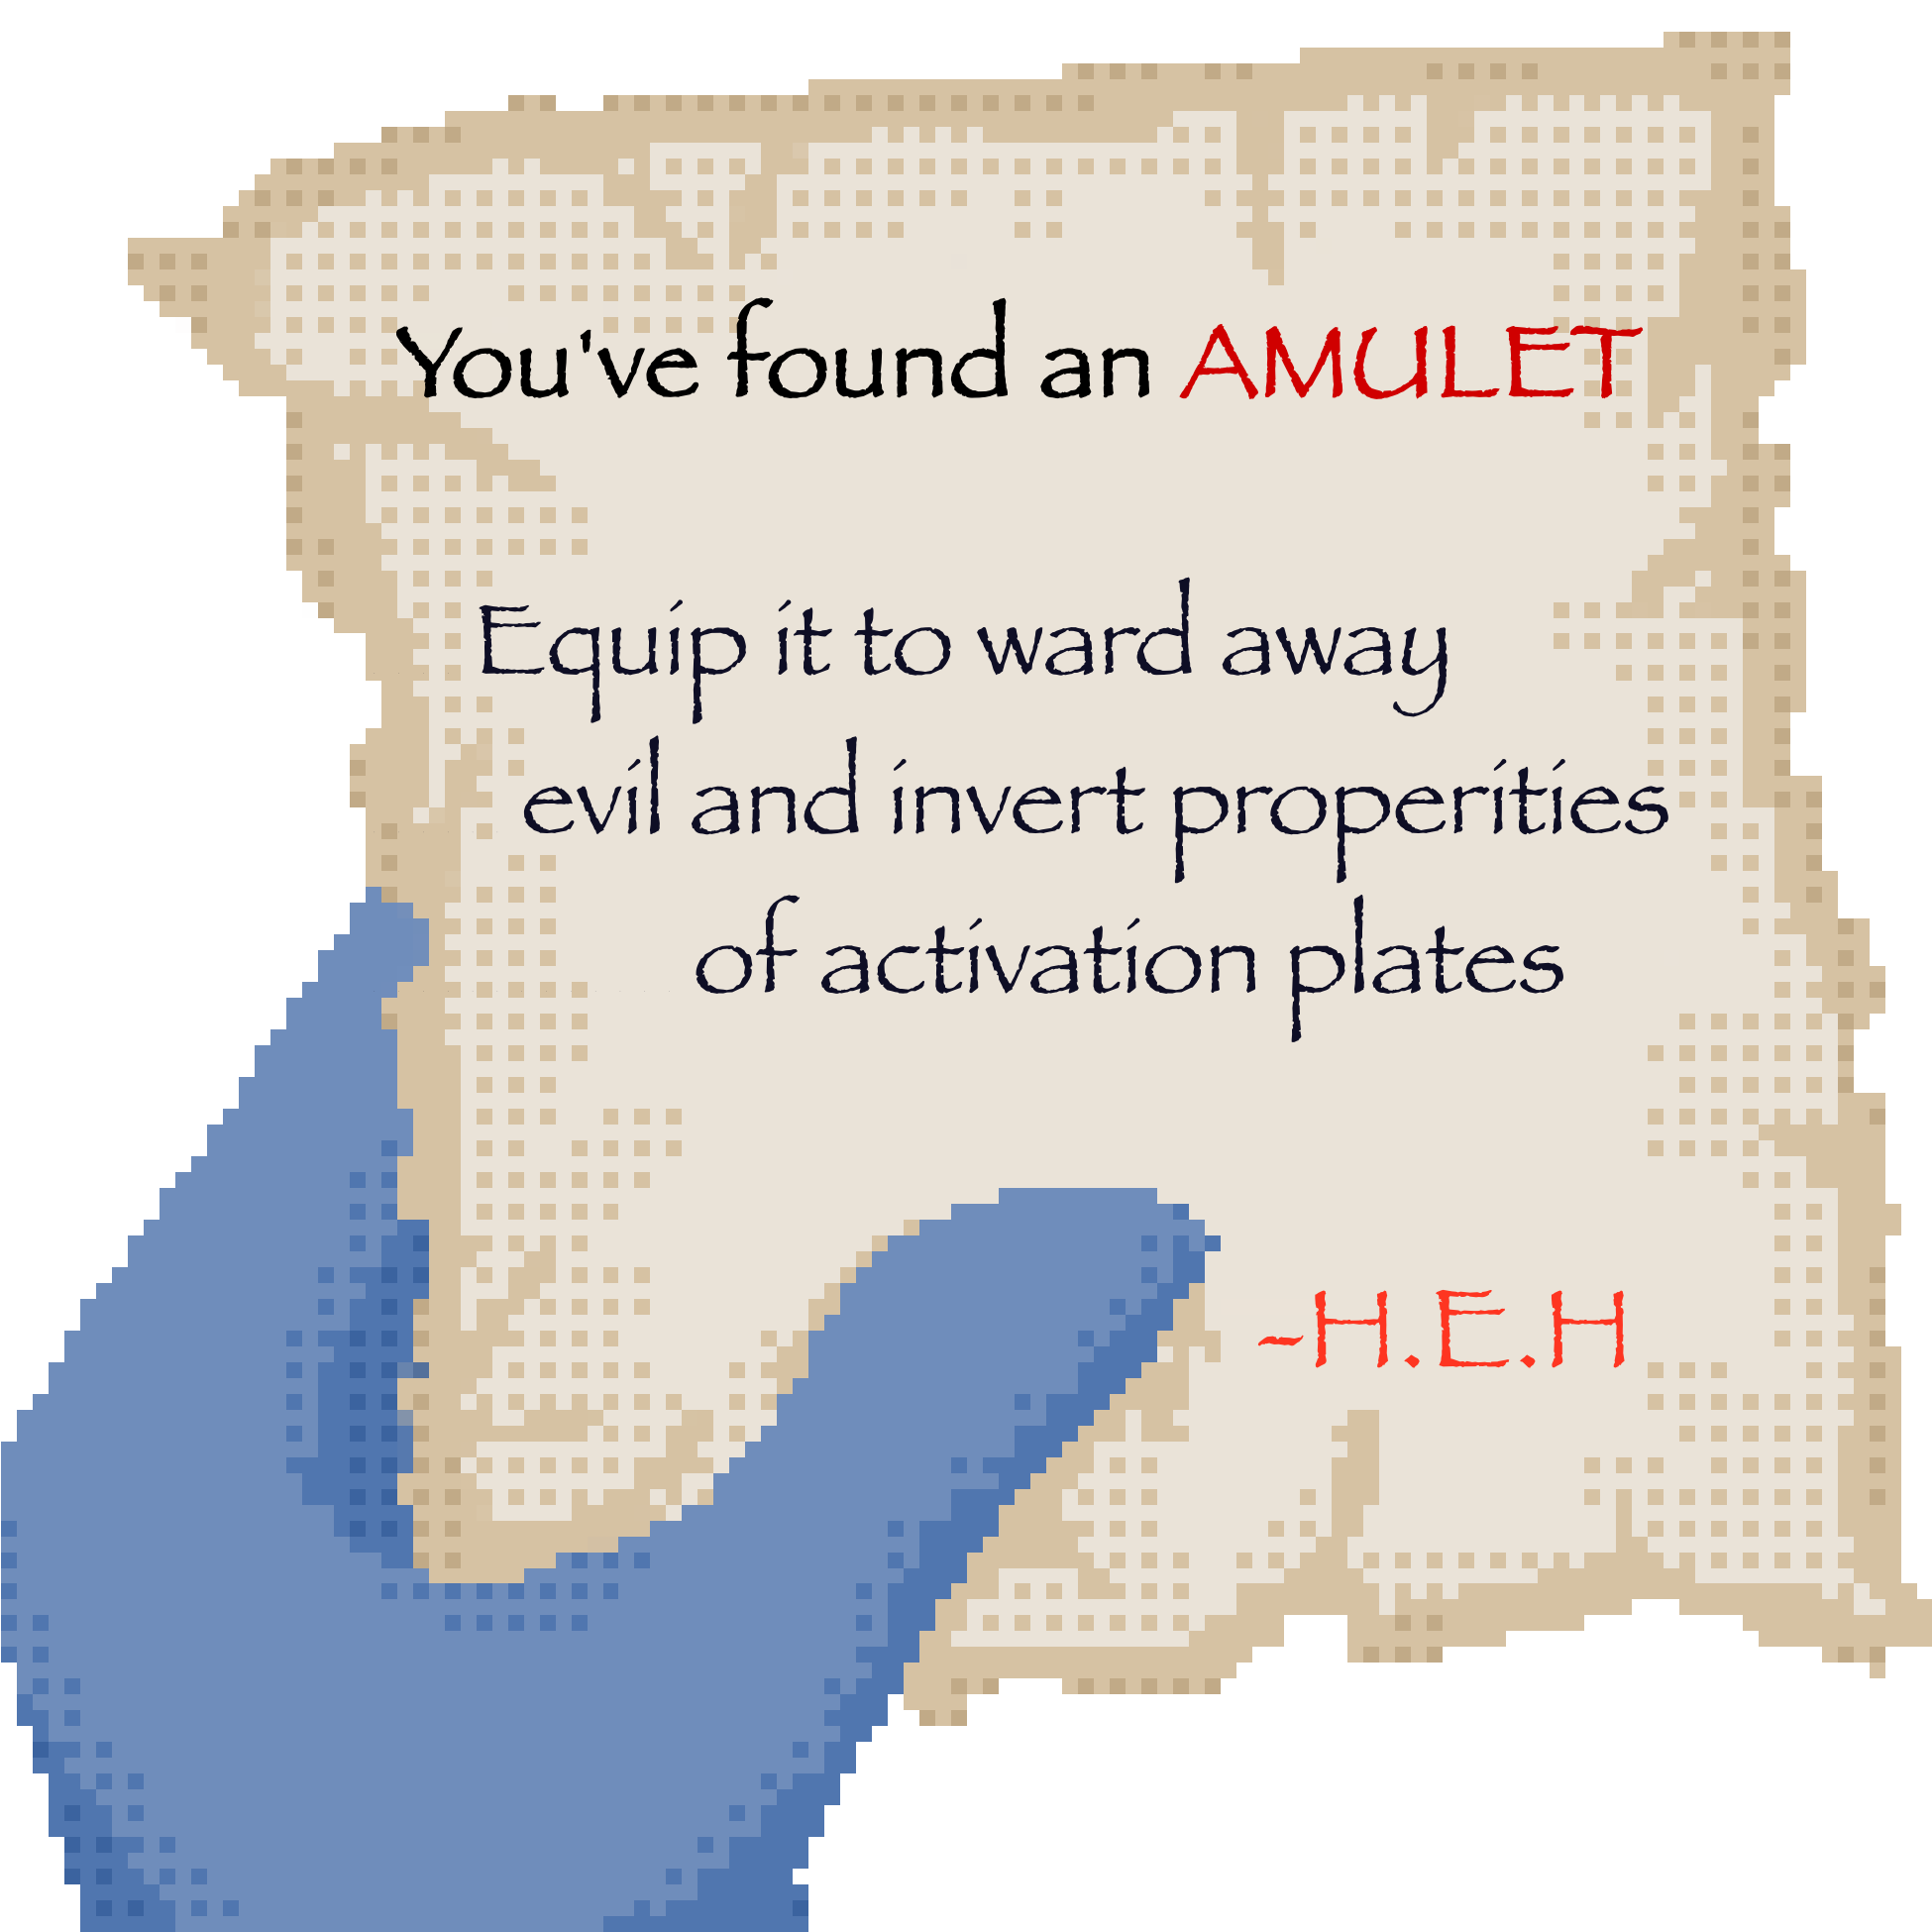 You've found an AMULET
Equip it to ward away
evil and invert properities
of activation plates
~H.E.H